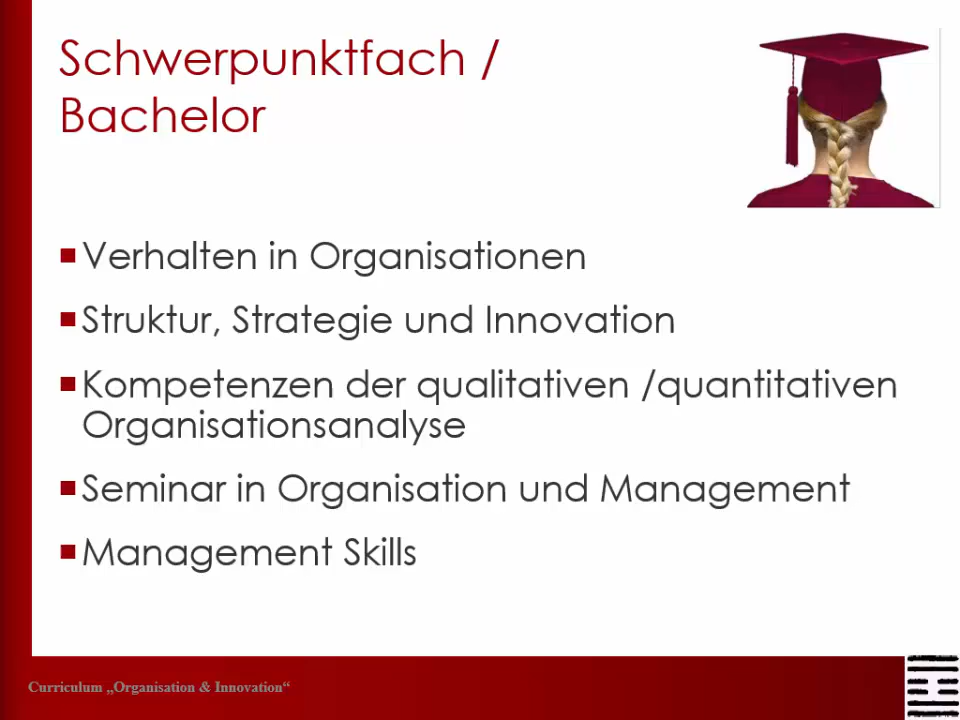 Schwerpunktfach /
Bachelor
Verhalten in Organisationen
Struktur, Strategie und Innovation
Kompetenzen der qualitativen /quantitativen
Organisationsanalyse
Seminar in Organisation und Management
Management Skills
Curriculum „Organisation & Innovation“